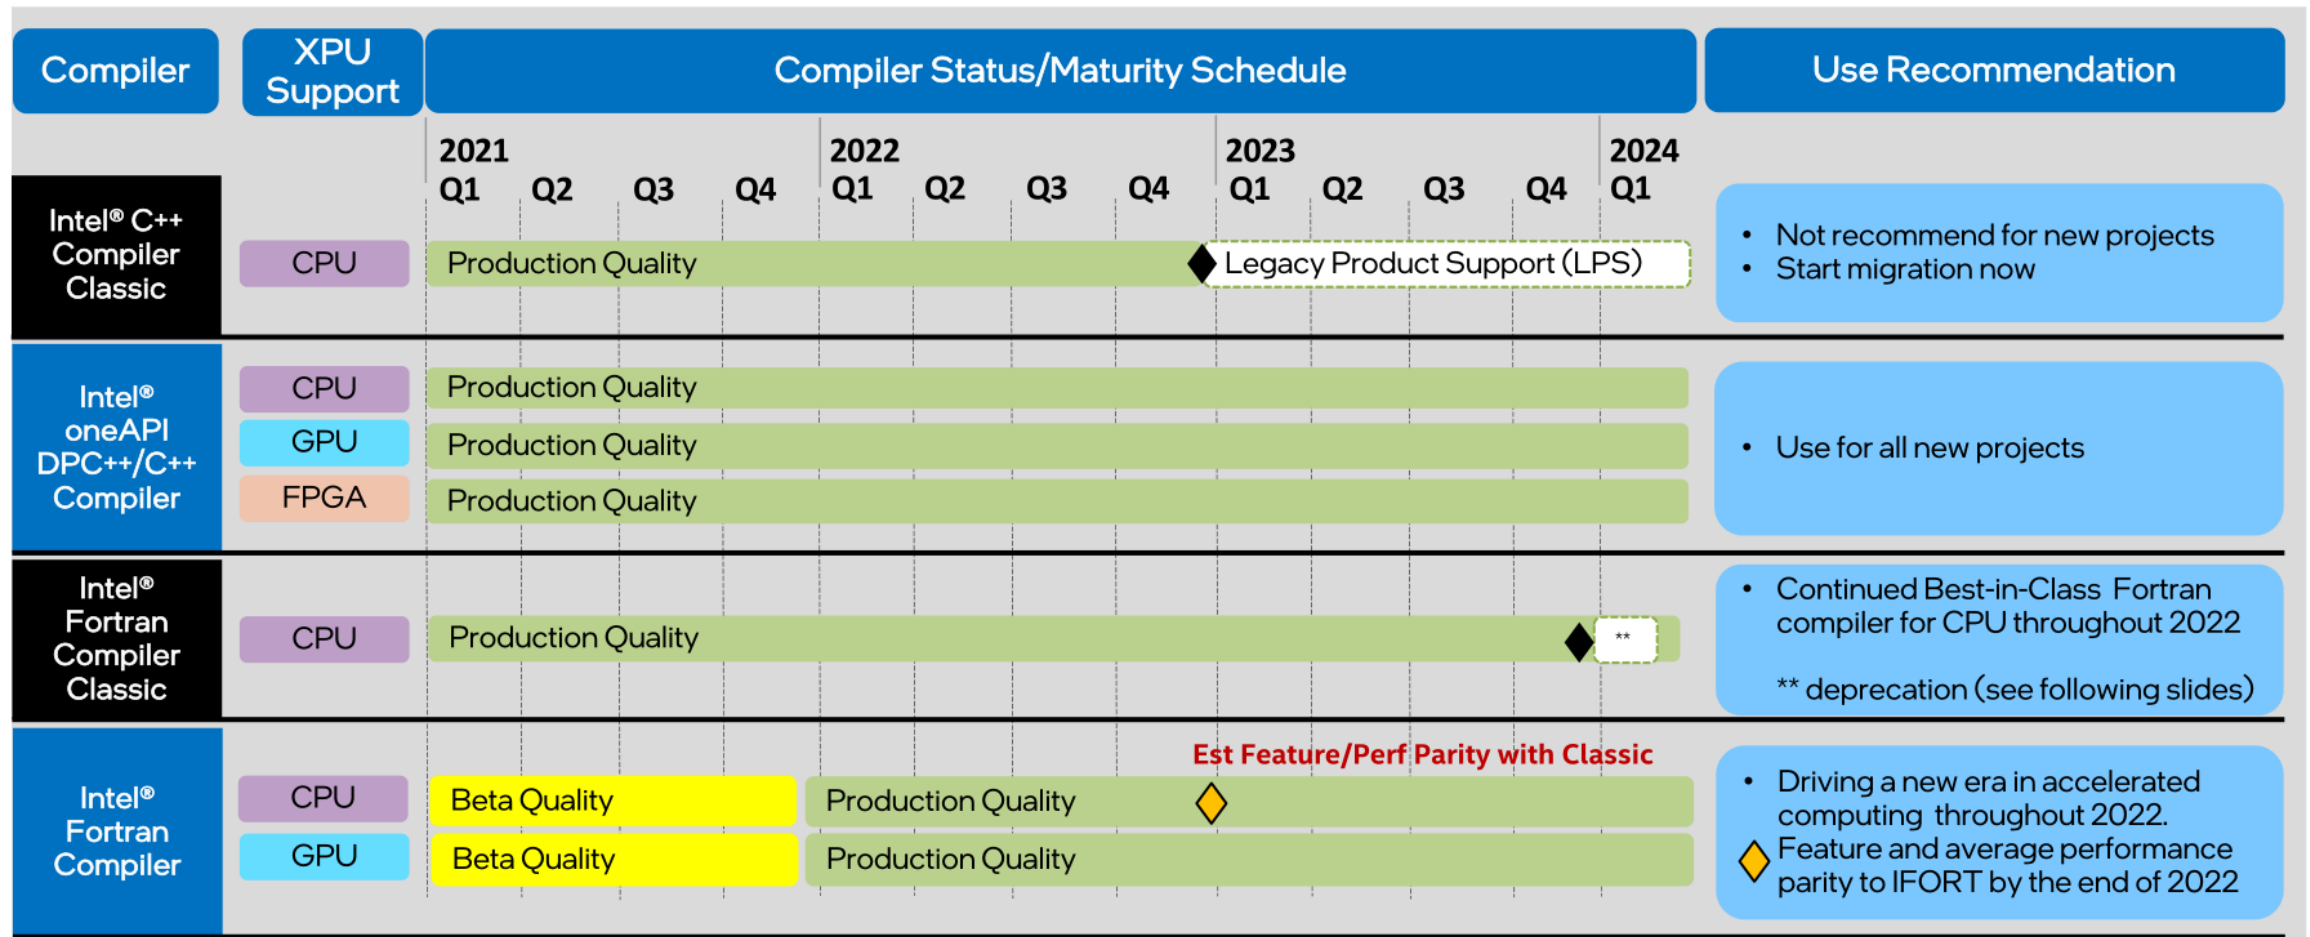 Compiler
XPU
Support
Compiler Status/Maturity Schedule
Use Recommendation
2021
2022
2023
2024
Q1 Q2 Q3 Q4 Q1 Q2 Q3 Q4 Q1 Q2 Q3 Q4 Q1
Intel® C++
Compiler
Classic
CPU
Production Quality
Legacy Product Support (LPS)
• Not recommend for new projects
• Start migration now
Intel®
oneAPI
DPC++/C++
Compiler
CPU
Production Quality
GPU
Production Quality
FPGA
Production Quality
• Use for all new projects
Intel®
Fortran
Compiler
Classic
CPU
Production Quality
**
• Continued Best-in-Class Fortran
compiler for CPU throughout 2022
** deprecation (see following slides)
Intel®
Fortran
Compiler
Est Feature/Perf Parity with Classic
CPU
Beta Quality
Production Quality
GPU
Beta Quality
Production Quality
• Driving a new era in accelerated
computing throughout 2022.
Feature and average performance
parity to IFORT by the end of 2022